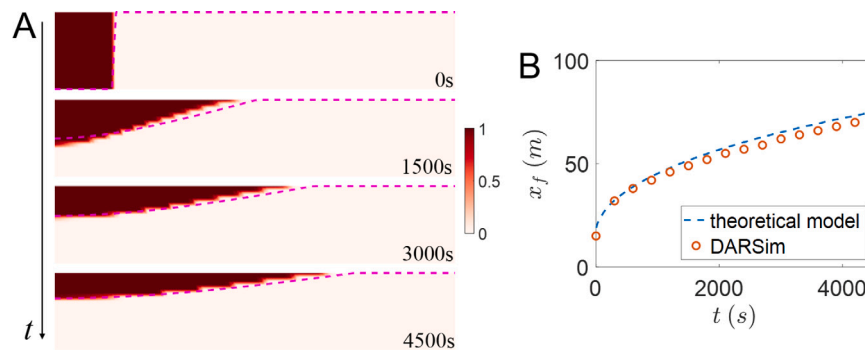 A
0s
1500s
3000s
4500s
t
1
0.5
0
B
100
50
0
x_f (m)
theoretical model
DARSim
0 2000 4000
t (s)